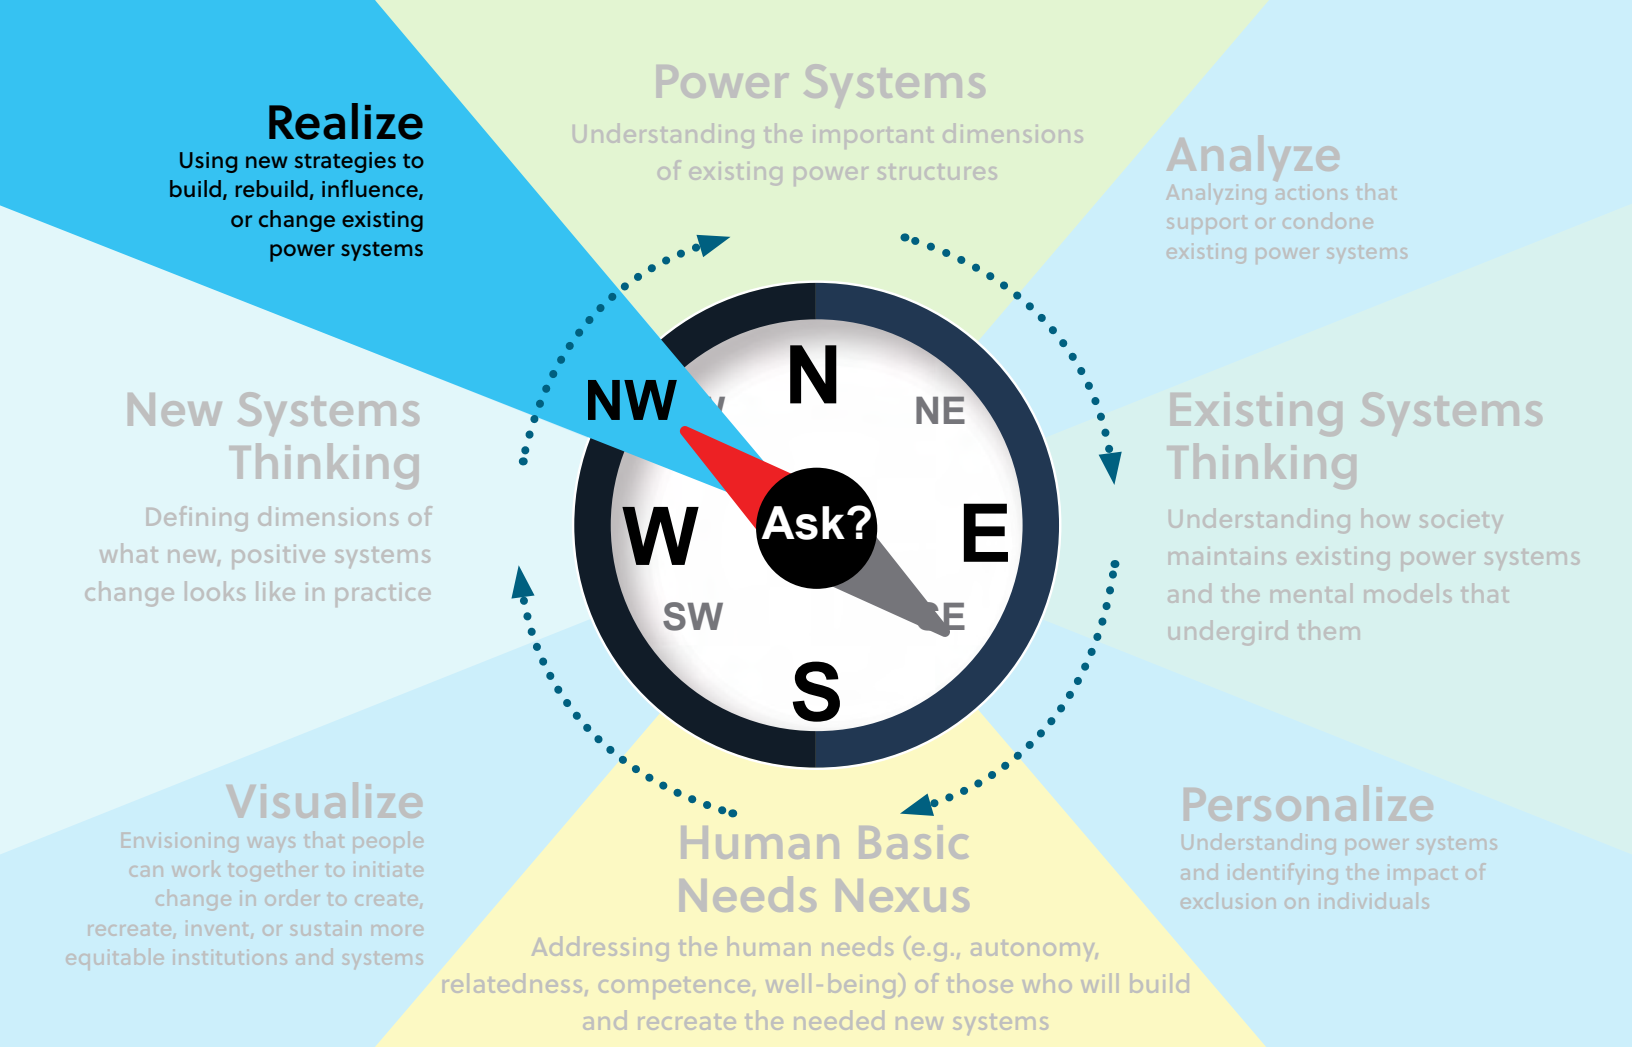 Realize
Using new strategies to
build, rebuild, influence,
or change existing
power systems
Power Systems
Understanding the important dimensions
of existing power structures
Analyze
Analyzing actions that
support or condone
existing power systems
New Systems
Thinking
Defining dimensions of
what new, positive systems
change looks like in practice
NW
N
NE
W
Ask?
E
SW
SE
S
Existing Systems
Thinking
Understanding how society
maintains existing power systems
and the mental models that
undergird them
Visualize
Envisioning ways that people
can work together to initiate
change in order to create,
recreate, invent, or sustain more
equitable institutions and systems
Human Basic
Needs Nexus
Addressing the human needs (e.g., autonomy,
relatedness, competence, well-being) of those who will build
and recreate the needed new systems
Personalize
Understanding power systems
and identifying the impact of
exclusion on individuals